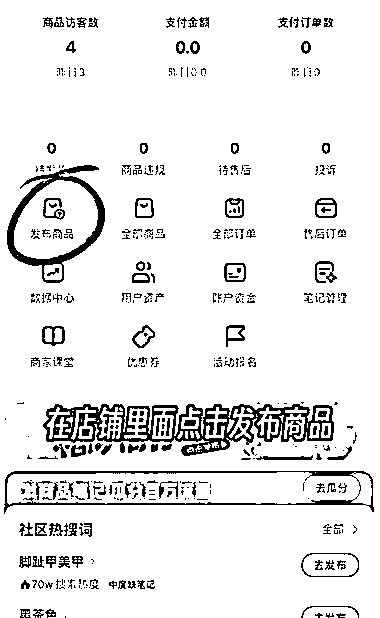 商品访客数 支付金额 支付订单数
4 0.0 0
昨日3 昨日0.0 昨日0
0 0 0 0
商品违规 待售后 投诉
发布商品 全部商品 全部订单 售后订单
数据中心 用户资产 账户资金 笔记管理
商家课堂 优惠券 活动报名
在店铺里面点击发布商品
去瓜分
社区热搜词 全部 >
脚趾甲美甲
70w搜索热度 中度缺笔记
去发布
黑茶色
去发布